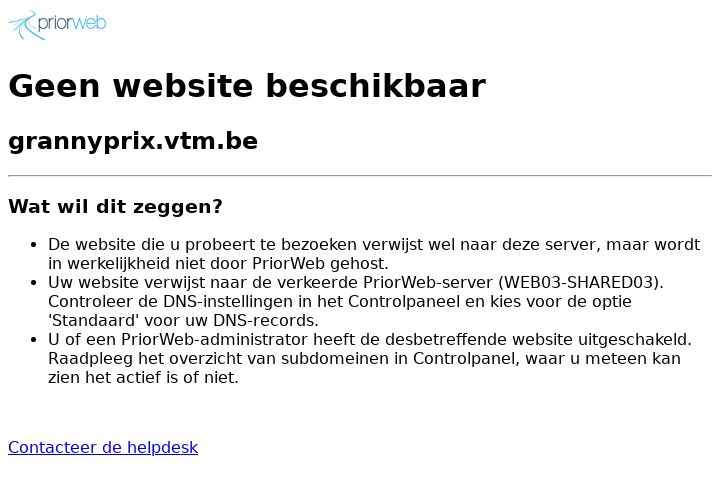 priorweb
Geen website beschikbaar
grannyprix.vtm.be
Wat wil dit zeggen?
• De website die u probeert te bezoeken verwijst wel naar deze server, maar wordt
in werkelijkheid niet door PriorWeb gehost.
• Uw website verwijst naar de verkeerde PriorWeb-server (WEB03-SHARED03).
Controleer de DNS-instellingen in het Controlpaneel en kies voor de optie
'Standaard' voor uw DNS-records.
• U of een PriorWeb-administrator heeft de desbetreffende website uitgeschakeld.
Raadpleeg het overzicht van subdomeinen in Controlpanel, waar u meteen kan
zien het actief is of niet.
Contacteer de helpdesk